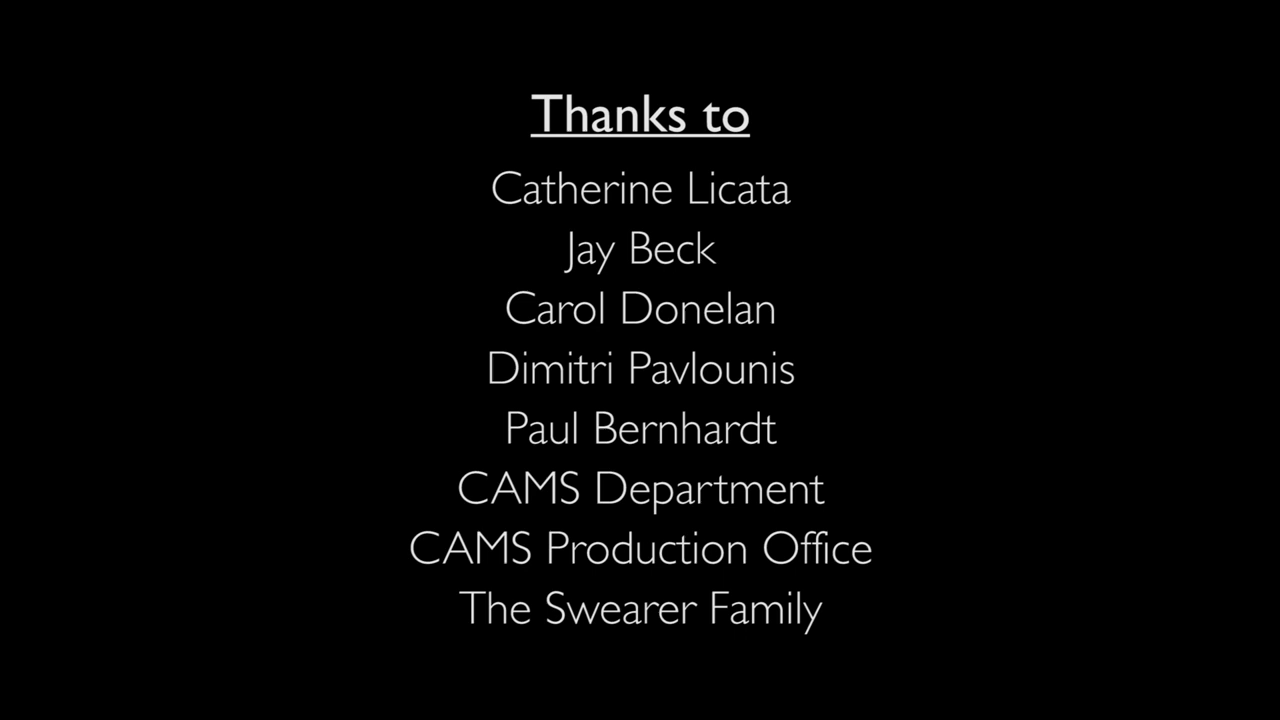 Thanks to
Catherine Licata
Jay Beck
Carol Donelan
Dimitri Pavlounis
Paul Bernhardt
CAMS Department
CAMS Production Office
The Swearer Family